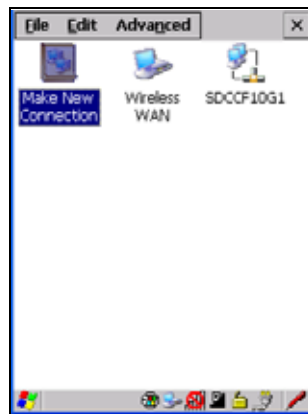 File Edit Advanced
Make New
Connection
Wireless
WAN
SDCCF10G1